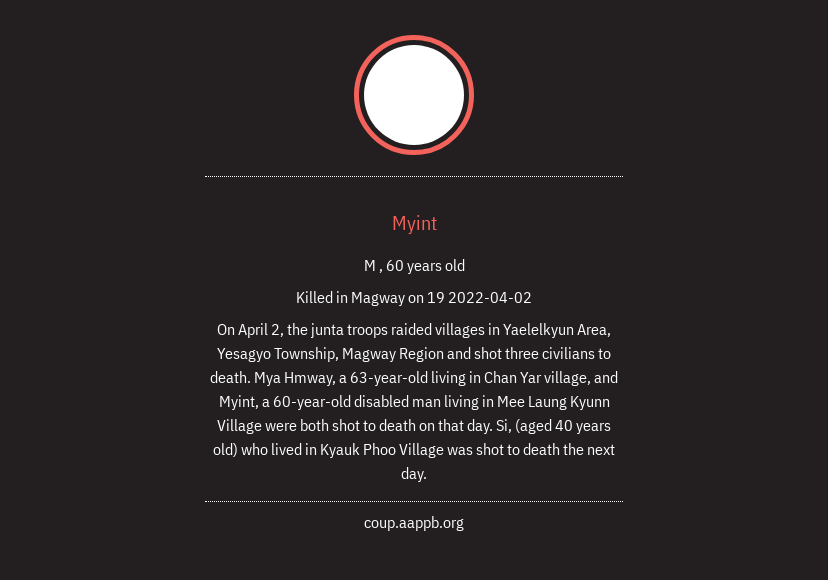 Myint
M , 60 years old
Killed in Magway on 19 2022-04-02
On April 2, the junta troops raided villages in Yaelelkyun Area,
Yesagyo Township, Magway Region and shot three civilians to
death. Mya Hmway, a 63-year-old living in Chan Yar village, and
Myint, a 60-year-old disabled man living in Mee Laung Kyunn
Village were both shot to death on that day. Si, (aged 40 years
old) who lived in Kyauk Phoo Village was shot to death the next
day.
coup.aappb.org